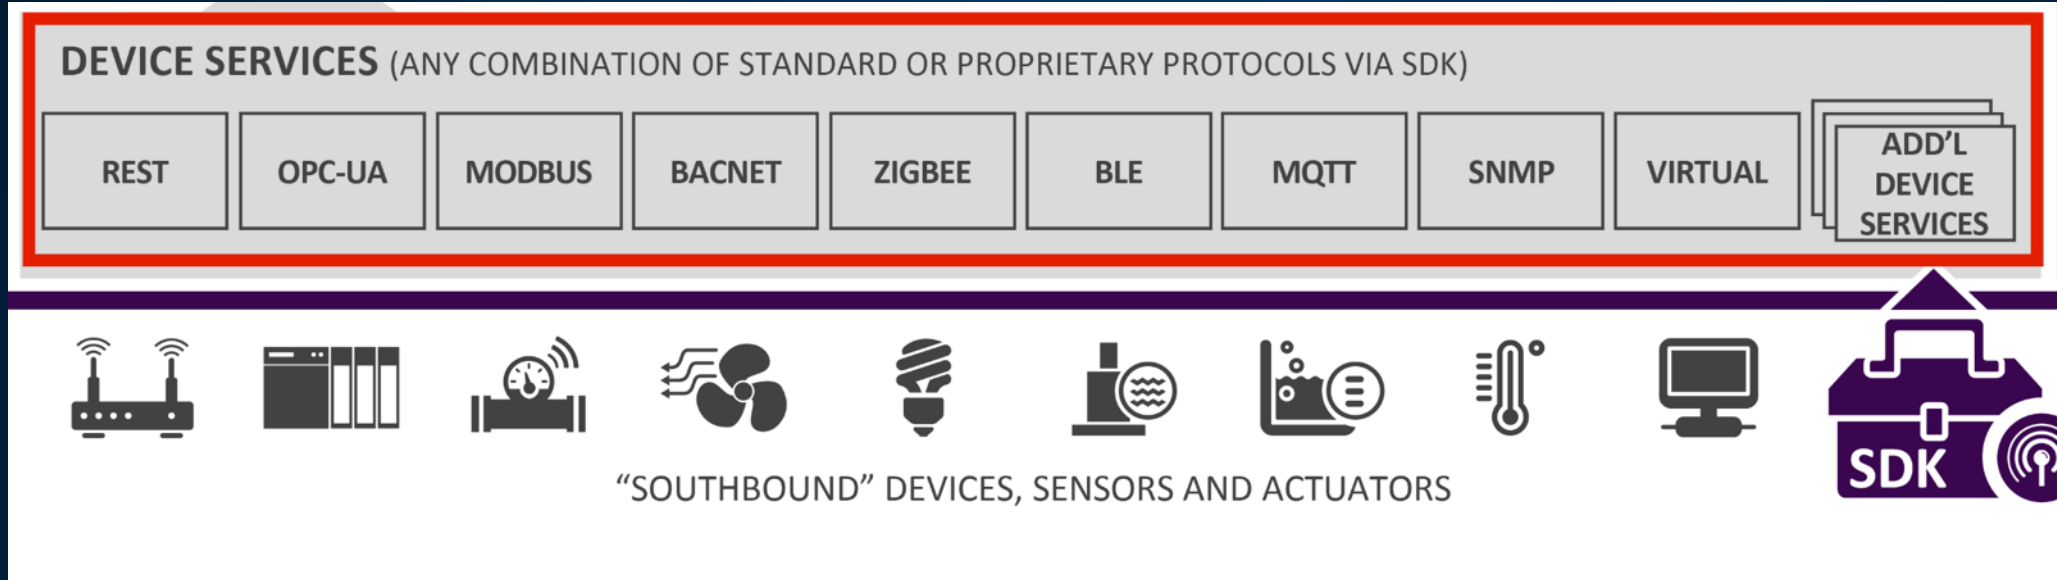 DEVICE SERVICES (ANY COMBINATION OF STANDARD OR PROPRIETARY PROTOCOLS VIA SDK)
REST
OPC-UA
MODBUS
BACNET
ZIGBEE
BLE
MQTT
SNMP
VIRTUAL
ADD’L
DEVICE
SERVICES
SDK
“SOUTHBOUND” DEVICES, SENSORS AND ACTUATORS